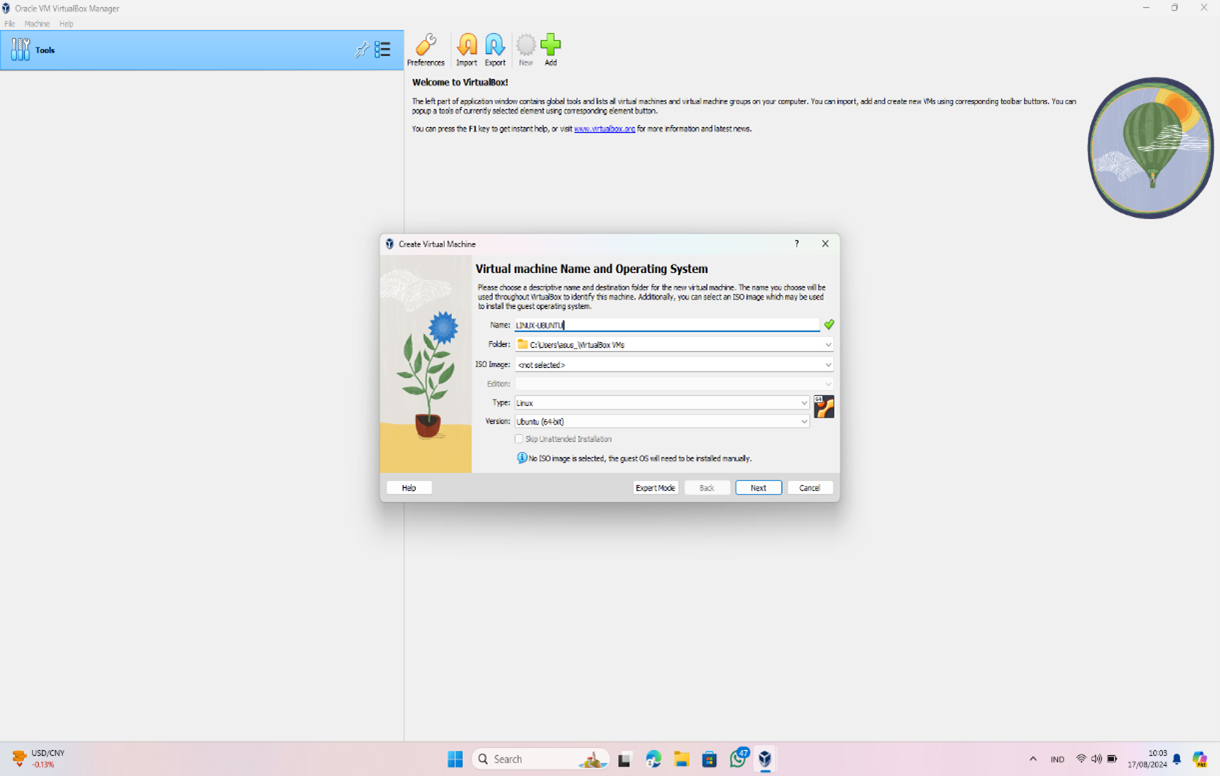 Oracle VM VirtualBox Manager
File Machine Help
Tools
Preferences Import Export New Add
Welcome to VirtualBox!
The left part of application window contains global tools and lists all virtual machines and virtual machine groups on your computer. You can import, add and create new VMs using corresponding toolbar buttons. You can
popup a tools of currently selected element using corresponding element button.
You can press the F1 key to get instant help, or visit www.virtualbox.org for more information and latest news.
Create Virtual Machine ?
Virtual machine Name and Operating System
Please choose a descriptive name and destination folder for the new virtual machine. The name you choose will be
used throughout VirtualBox to identify this machine. Additionally, you can select an ISO image which may be used
to install the guest operating system.
Name: LINUX-UBUNTU
Folder: C:\Users\asus_\VirtualBox VMs
ISO Image: <not selected>
Edition:
Type: Linux
64
Version: Ubuntu (64-bit)
Skip Unattended Installation
No ISO image is selected, the guest OS will need to be installed manually.
Help Expert Mode Back Next Cancel
USD/CNY
-0.13%
Search
47
IND
10:03
17/08/2024